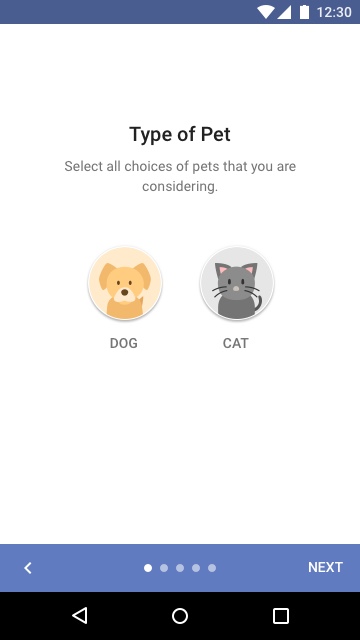 12:30
Type of Pet
Select all choices of pets that you are
considering.
DOG
CAT
NEXT